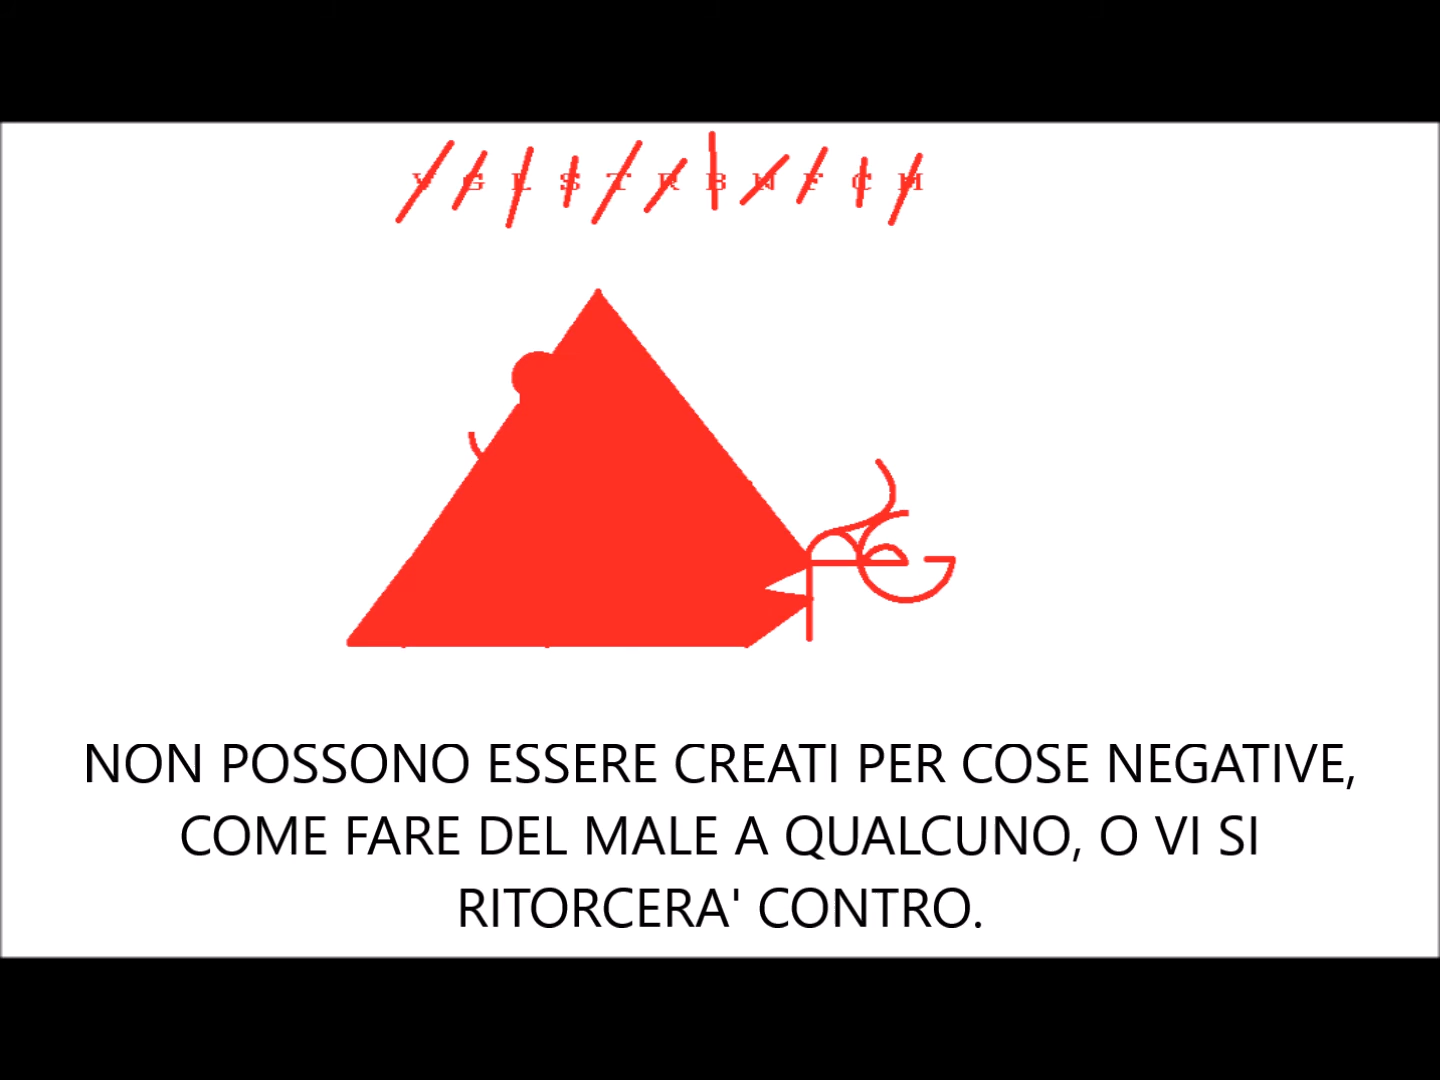 V G L S T R B N F C M
NON POSSONO ESSERE CREATI PER COSE NEGATIVE,
COME FARE DEL MALE A QUALCUNO, O VI SI
RITORCERA' CONTRO.